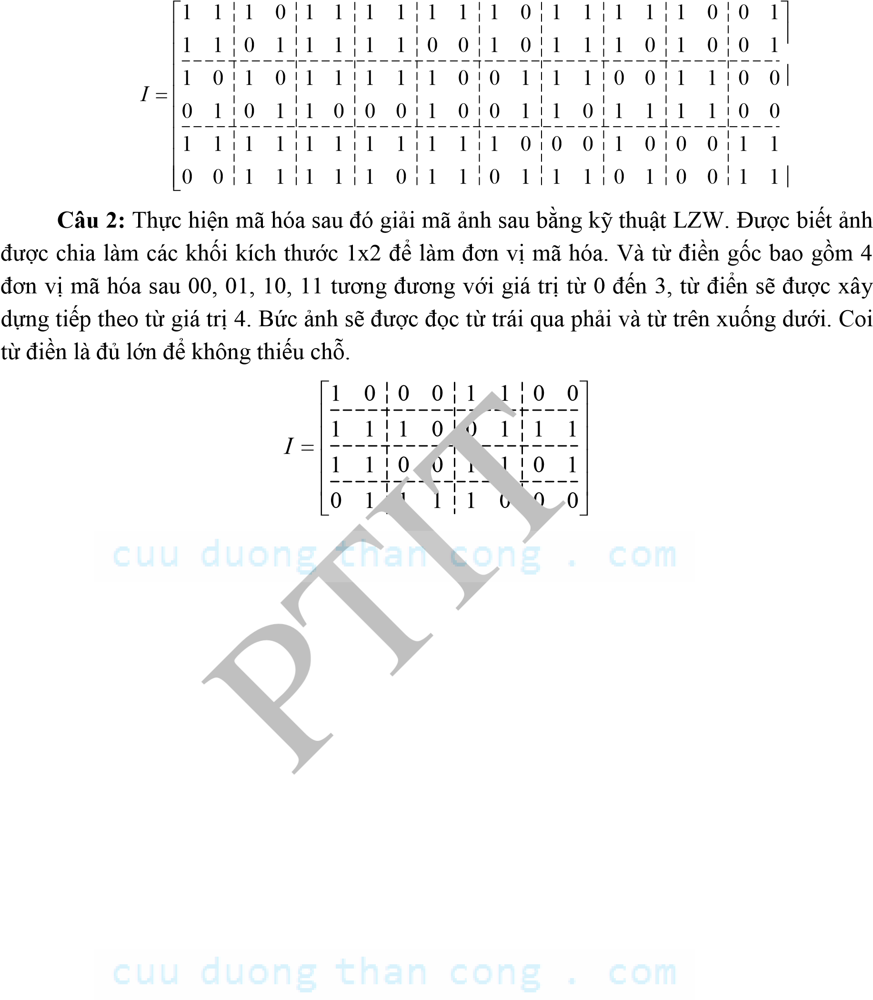 1 1 1 0 1 1 1 1 1 1 1 0 1 1 1 1 1 0 0 1
1 1 0 1 1 1 1 1 0 0 1 0 1 1 1 0 1 0 0 1
1 0 1 0 1 1 1 1 1 0 0 1 1 1 0 0 1 1 0 0
I =
0 1 0 1 1 0 0 0 1 0 0 1 1 0 1 1 1 1 0 0
1 1 1 1 1 1 1 1 1 1 1 0 0 0 1 0 0 0 1 1
0 0 1 1 1 1 1 0 1 1 0 1 1 1 0 1 0 0 1 1
Câu 2: Thực hiện mã hóa sau đó giải mã ảnh sau bằng kỹ thuật LZW. Được biết ảnh
được chia làm các khối kích thước 1x2 để làm đơn vị mã hóa. Và từ điền gốc bao gồm 4
đơn vị mã hóa sau 00, 01, 10, 11 tương đương với giá trị từ 0 đến 3, từ điển sẽ được xây
dựng tiếp theo từ giá trị 4. Bức ảnh sẽ được đọc từ trái qua phải và từ trên xuống dưới. Coi
từ điền là đủ lớn để không thiếu chỗ.
1 0 0 0 1 1 0 0
1 1 1 0 0 1 1 1
I =
1 1 0 0 1 1 0 1
0 1 1 1 1 0 0 0
cuu duong than cong . com
PTIT
cuu duong than cong . com